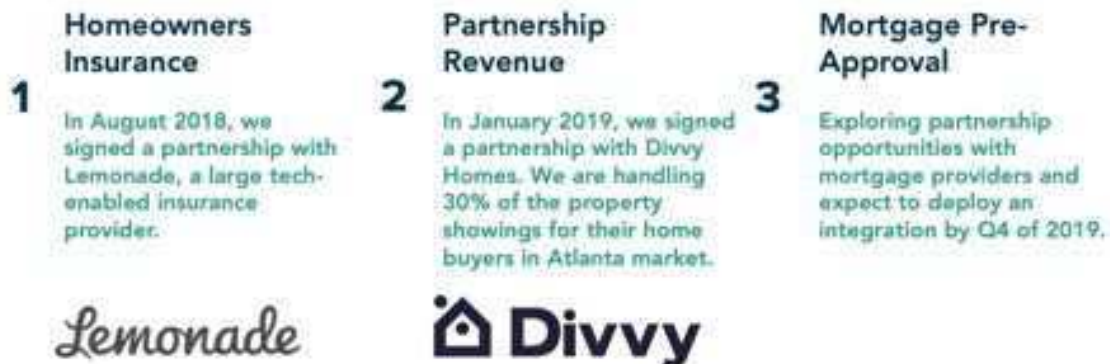 1
Homeowners
Insurance
In August 2018, we
signed a partnership with
Lemonade, a large tech-
enabled insurance
provider.
Lemonade
2
Partnership
Revenue
In January 2019, we signed
a partnership with Divvy
Homes. We are handling
30% of the property
showings for their home
buyers in Atlanta market.
Divvy
3
Mortgage Pre-
Approval
Exploring partnership
opportunities with
mortgage providers and
expect to deploy an
integration by Q4 of 2019.